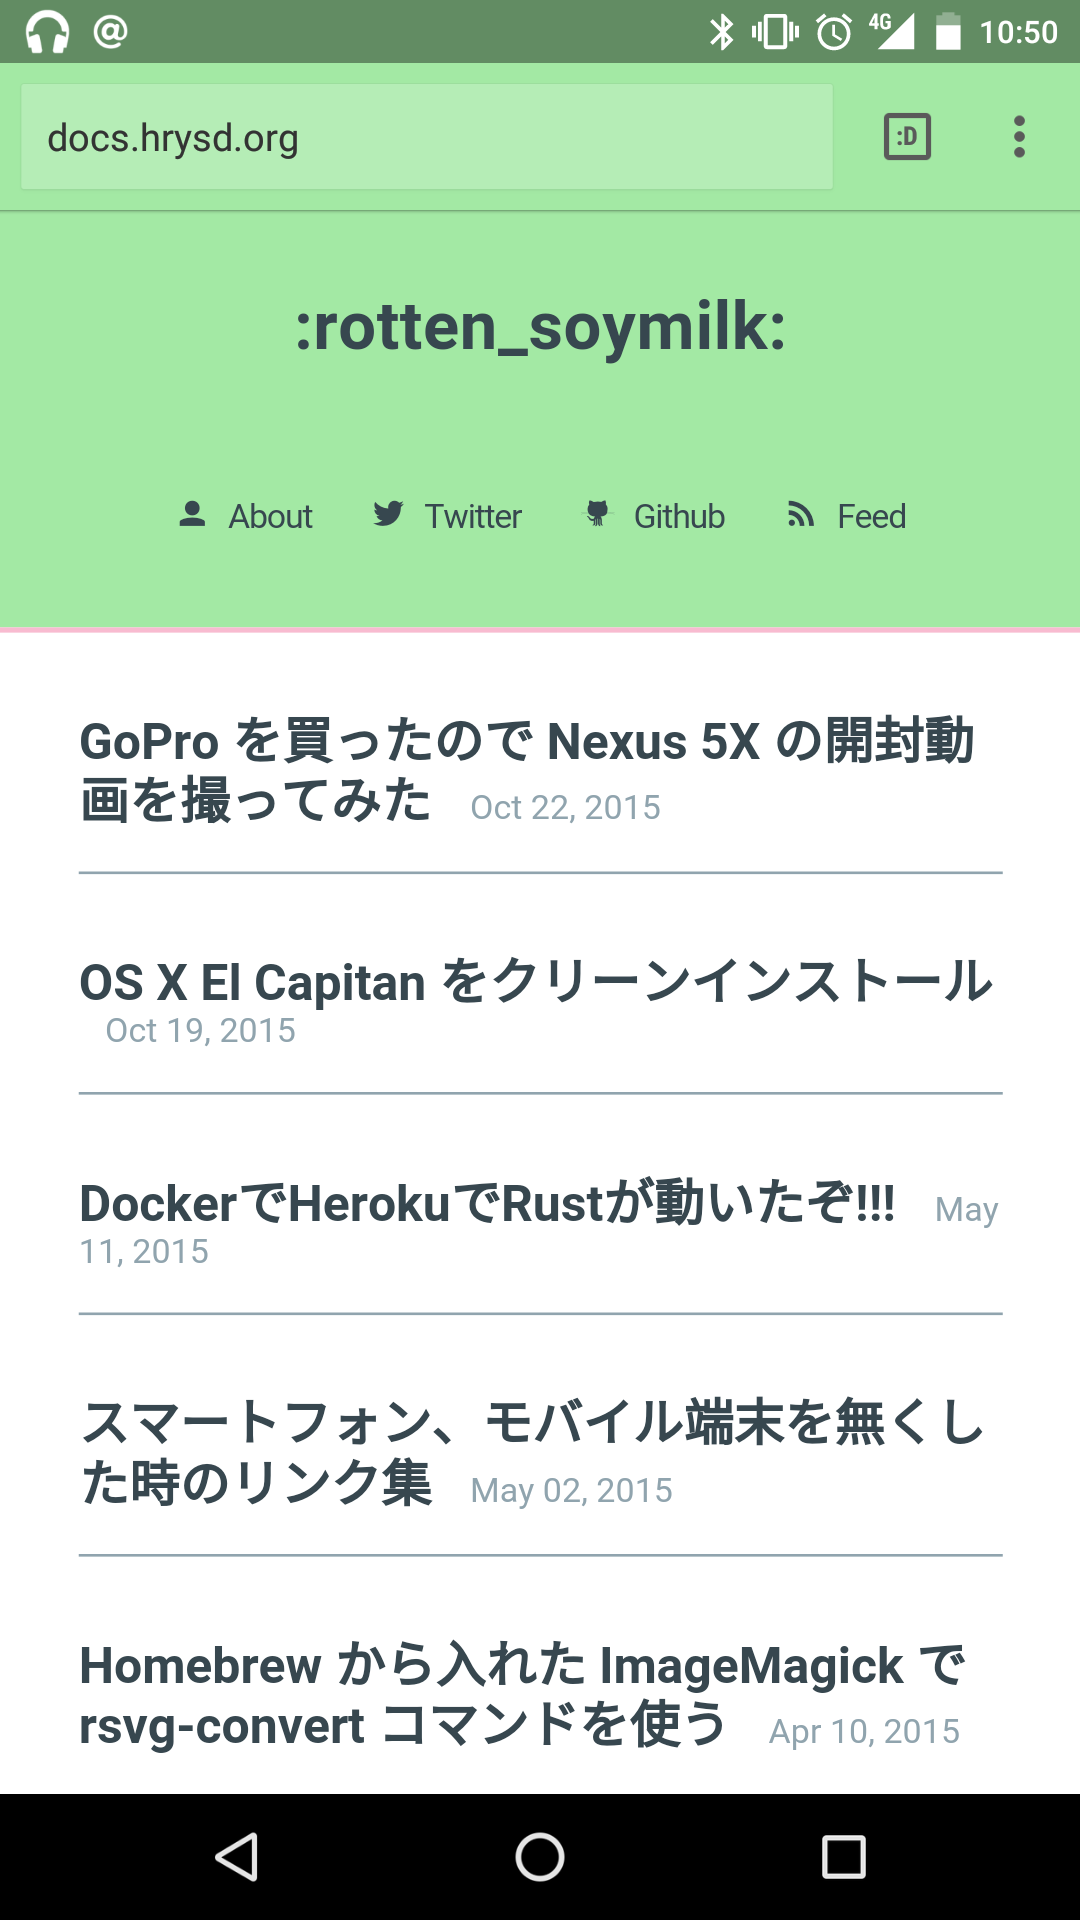 @ 4G 10:50
docs.hrysd.org :D
:rotten_soymilk:
About Twitter Github Feed
GoPro を買ったので Nexus 5X の開封動
画を撮ってみた Oct 22, 2015
OS X El Capitan をクリーンインストール
Oct 19, 2015
DockerでHerokuでRustが動いたぞ!!! May
11, 2015
スマートフォン、モバイル端末を無くし
た時のリンク集 May 02, 2015
Homebrew から入れた ImageMagick で
rsvg-convert コマンドを使う Apr 10, 2015